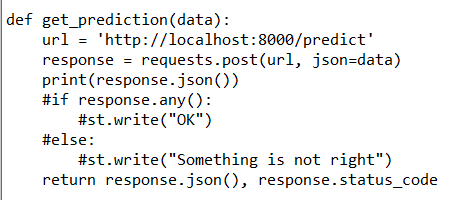 def get_prediction(data):
    url = 'http://localhost:8000/predict'
    response = requests.post(url, json=data)
    print(response.json())
    #if response.any():
        #st.write("OK")
    #else:
        #st.write("Something is not right")
    return response.json(), response.status_code